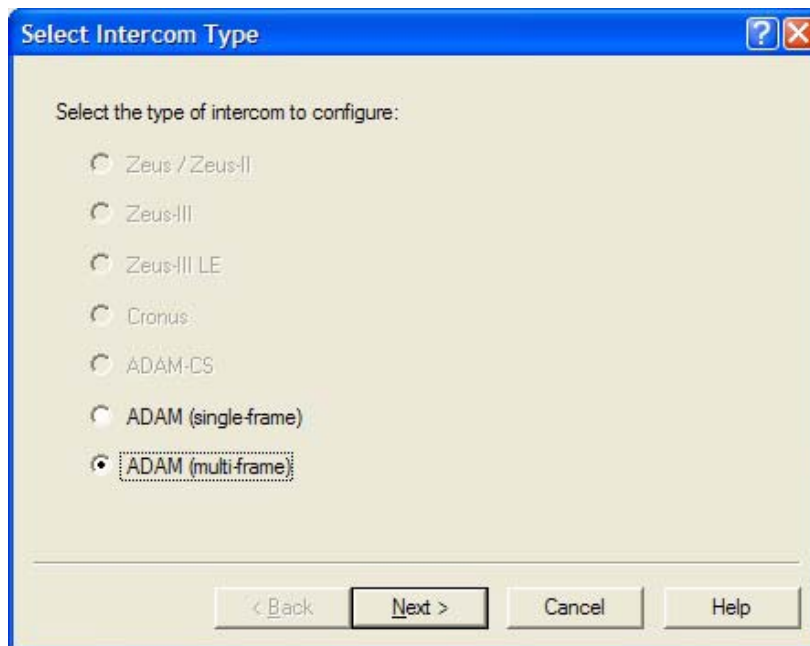 Select Intercom Type
Select the type of intercom to configure:
Zeus / Zeus-II
Zeus-III
Zeus-III LE
Cronus
ADAM-CS
ADAM (single-frame)
ADAM (multi-frame)
< Back Next > Cancel Help